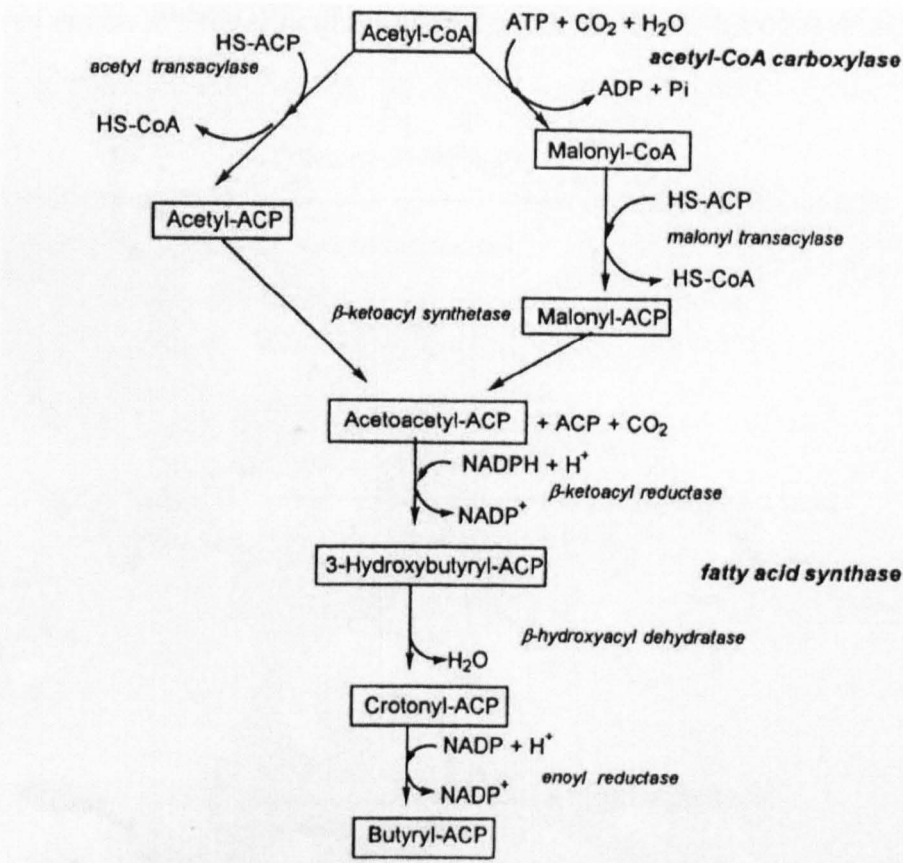 Acetyl-CoA
HS-ACP
acetyl transacylase
HS-CoA
Acetyl-ACP
ATP + CO₂ + H₂O
acetyl-CoA carboxylase
ADP + Pi
Malonyl-CoA
HS-ACP
malonyl transacylase
HS-CoA
β-ketoacyl synthetase
Malonyl-ACP
Acetoacetyl-ACP + ACP + CO₂
NADPH + H⁺
β-ketoacyl reductase
NADP⁺
3-Hydroxybutyryl-ACP
fatty acid synthase
β-hydroxyacyl dehydratase
H₂O
Crotonyl-ACP
NADP + H⁺
enoyl reductase
NADP⁺
Butyryl-ACP